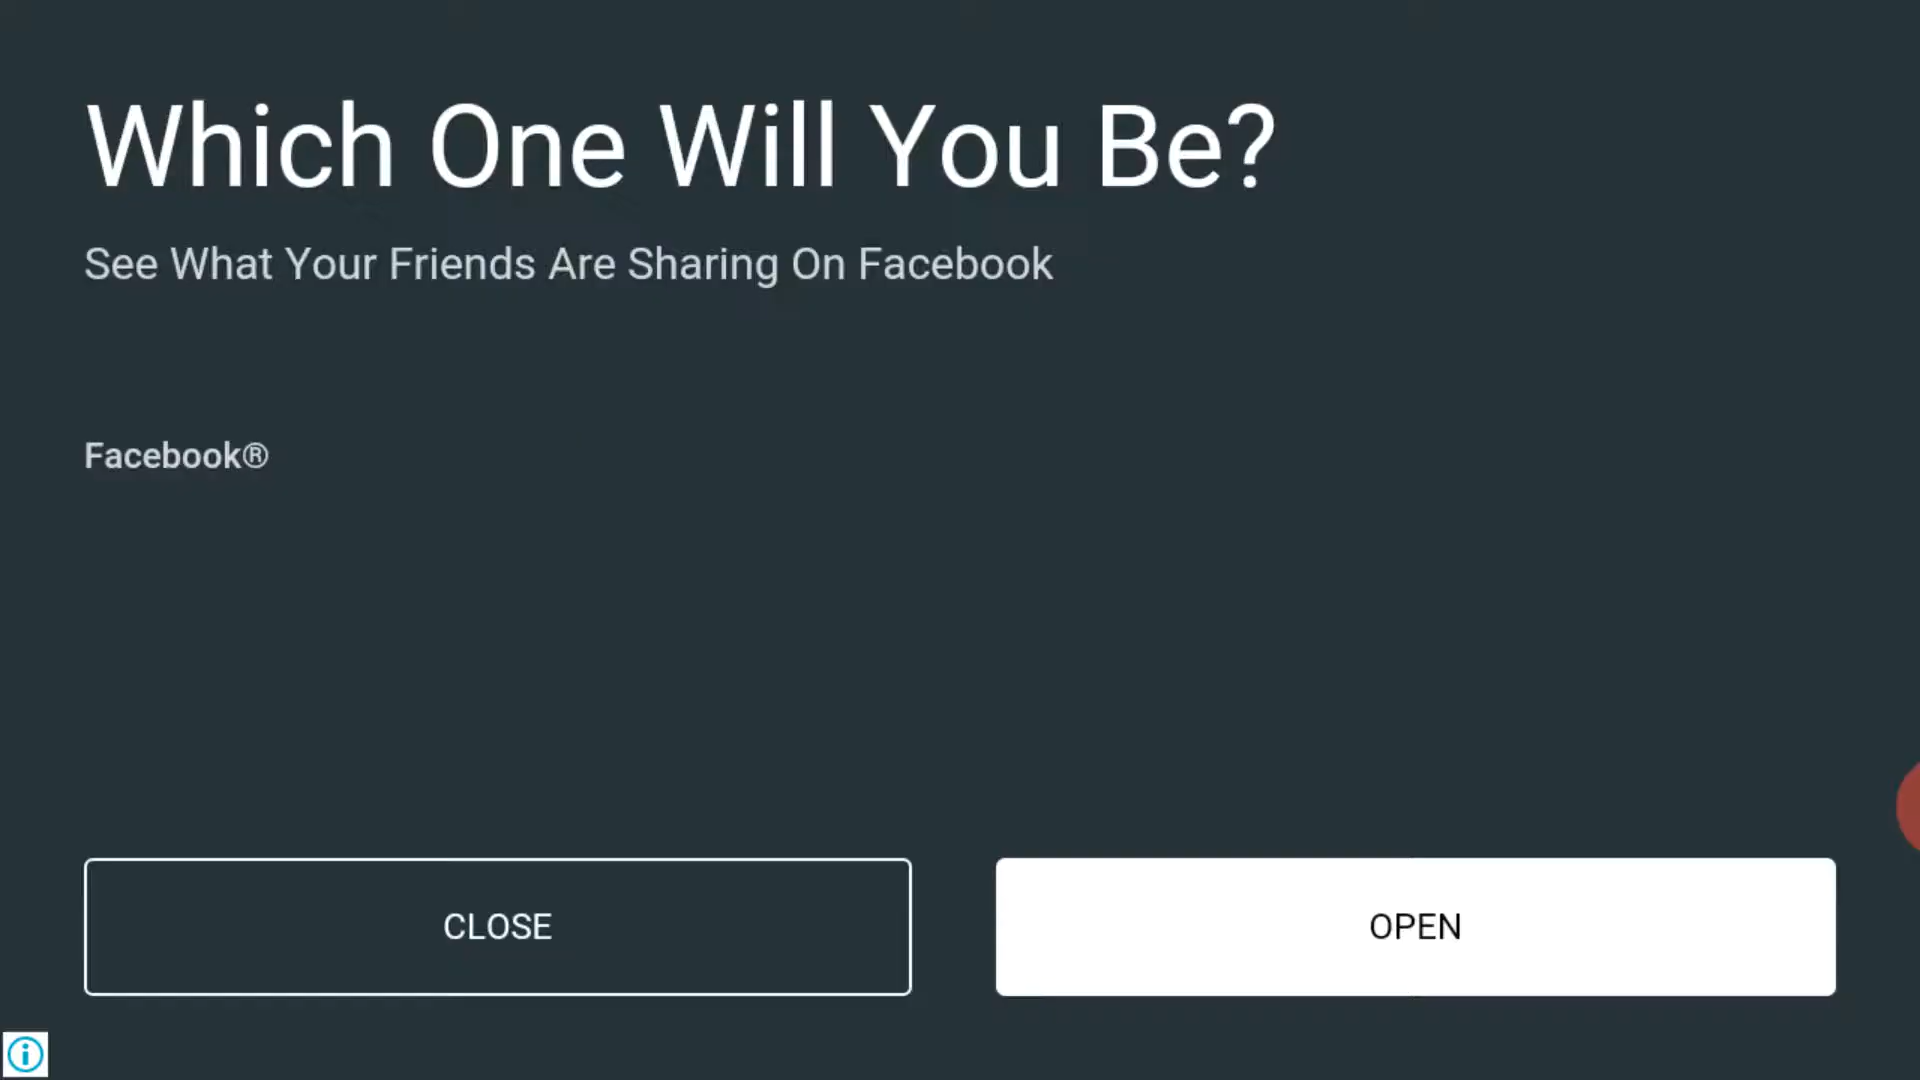 Which One Will You Be?
See What Your Friends Are Sharing On Facebook
Facebook®
CLOSE
OPEN